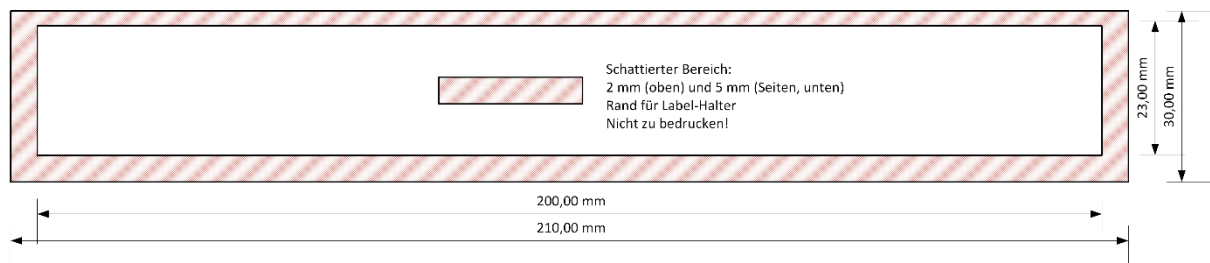 Schattierter Bereich:
2 mm (oben) und 5 mm (Seiten, unten)
Rand für Label-Halter
Nicht zu bedrucken!
23,00 mm
30,00 mm
200,00 mm
210,00 mm